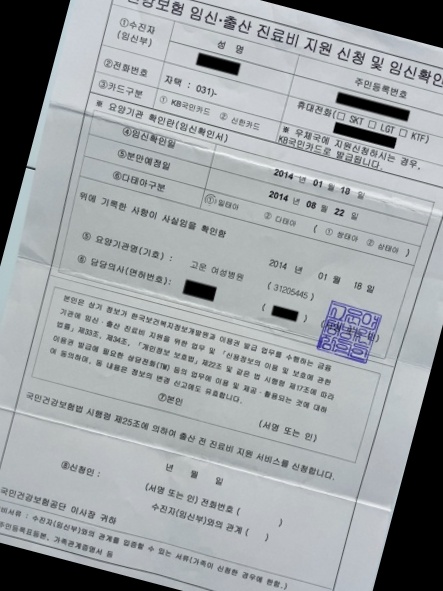 건강보험 임신·출산 진료비 지원 신청 및 임신확인
①수진자 (임신부)
성 명
주민등록번호
②전화번호
자택 : 031)-
휴대전화(□ SKT □ LGT □ KTF)
③카드구분
① KB국민카드 ② 신한카드
※ 우체국에 지원신청하시는 경우,
KB국민카드로 발급됩니다.
※ 요양기관 확인란(임신확인서)
④임신확인일
2014 년 01 월 18 일
⑤분만예정일
2014 년 08 월 22 일
⑥다태아구분
① 일태아 ② 다태아 ( ① 쌍태아 ② 삼태아 )
위에 기록한 사항이 사실임을 확인함
2014 년 01 월 18 일
⑤ 요양기관명(기호) : 고운 여성병원 ( 31205445 )
⑥ 담당의사(면허번호) : ( )
본인은 상기 정보가 한국보건복지정보개발원과 이용권 발급 업무를 수행하는 금융
기관에 임신·출산 진료비 지원을 위한 업무 및 「신용정보의 이용 및 보호에 관한
법률」제33조, 제34조, 「개인정보 보호법」제22조 및 같은 법 시행령 제17조에 따라
이용권 발급에 필요한 상담전화(TM) 등의 업무에 이용 및 제공·활용되는 것에 대하
여 동의하며, 동 내용은 정보의 변경 신고에도 유효합니다.
⑦본인 (서명 또는 인)
국민건강보험법 시행령 제25조에 의하여 출산 전 진료비 지원 서비스를 신청합니다.
년 월 일
⑧신청인 : (서명 또는 인) 전화번호 ( )
수진자(임신부)와의 관계 ( )
국민건강보험공단 이사장 귀하
비서류 : 수진자(임신부)와의 관계를 입증할 수 있는 서류(가족이 신청한 경우에 한함.)
주민등록표등본, 가족관계증명서 등